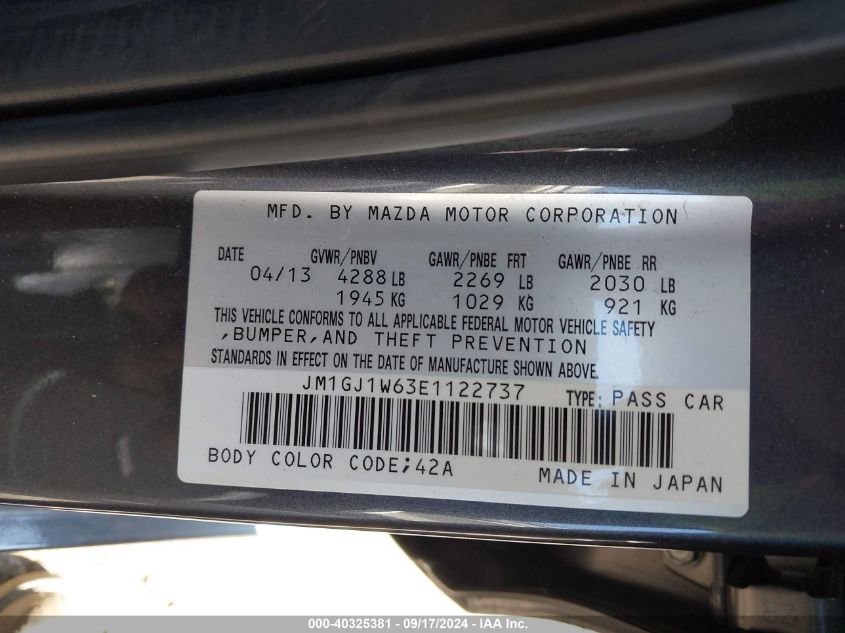 MFD. BY MAZDA MOTOR CORPORATION
DATE GVWR/PNBV GAWR/PNBE FRT GAWR/PNBE RR
04/13 4288 LB 2269 LB 2030 LB
1945 KG 1029 KG 921 KG
THIS VEHICLE CONFORMS TO ALL APPLICABLE FEDERAL MOTOR VEHICLE SAFETY
,BUMPER,AND THEFT PREVENTION
STANDARDS IN EFFECT ON THE DATE OF MANUFACTURE SHOWN ABOVE.
JM1GJ1W63E1122737 TYPE: PASS CAR
BODY COLOR CODE;42A MADE IN JAPAN
000-40325381 - 09/17/2024 - IAA Inc.